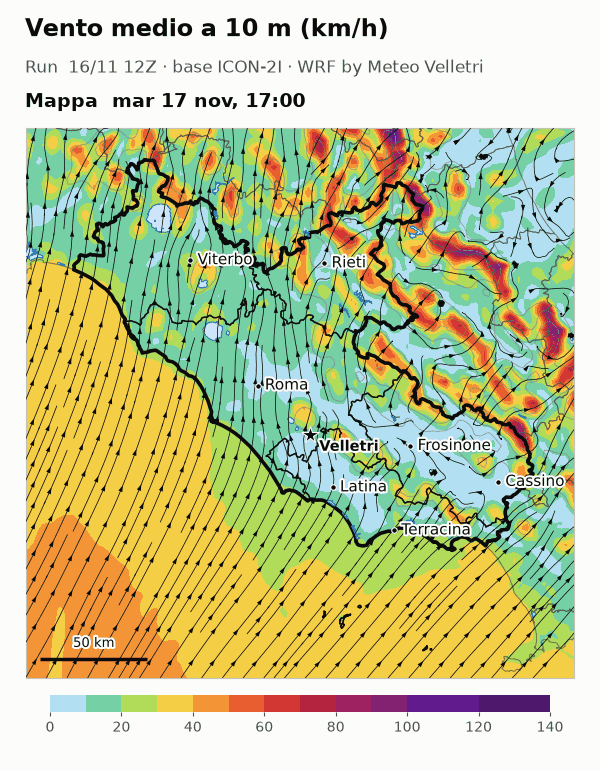 Vento medio a 10 m (km/h)
Run  16/11 12Z · base ICON-2I · WRF by Meteo Velletri
Mappa  mar 17 nov, 17:00
Viterbo
Rieti
Roma
Velletri
Frosinone
Latina
Cassino
Terracina
50 km
0 20 40 60 80 100 120 140